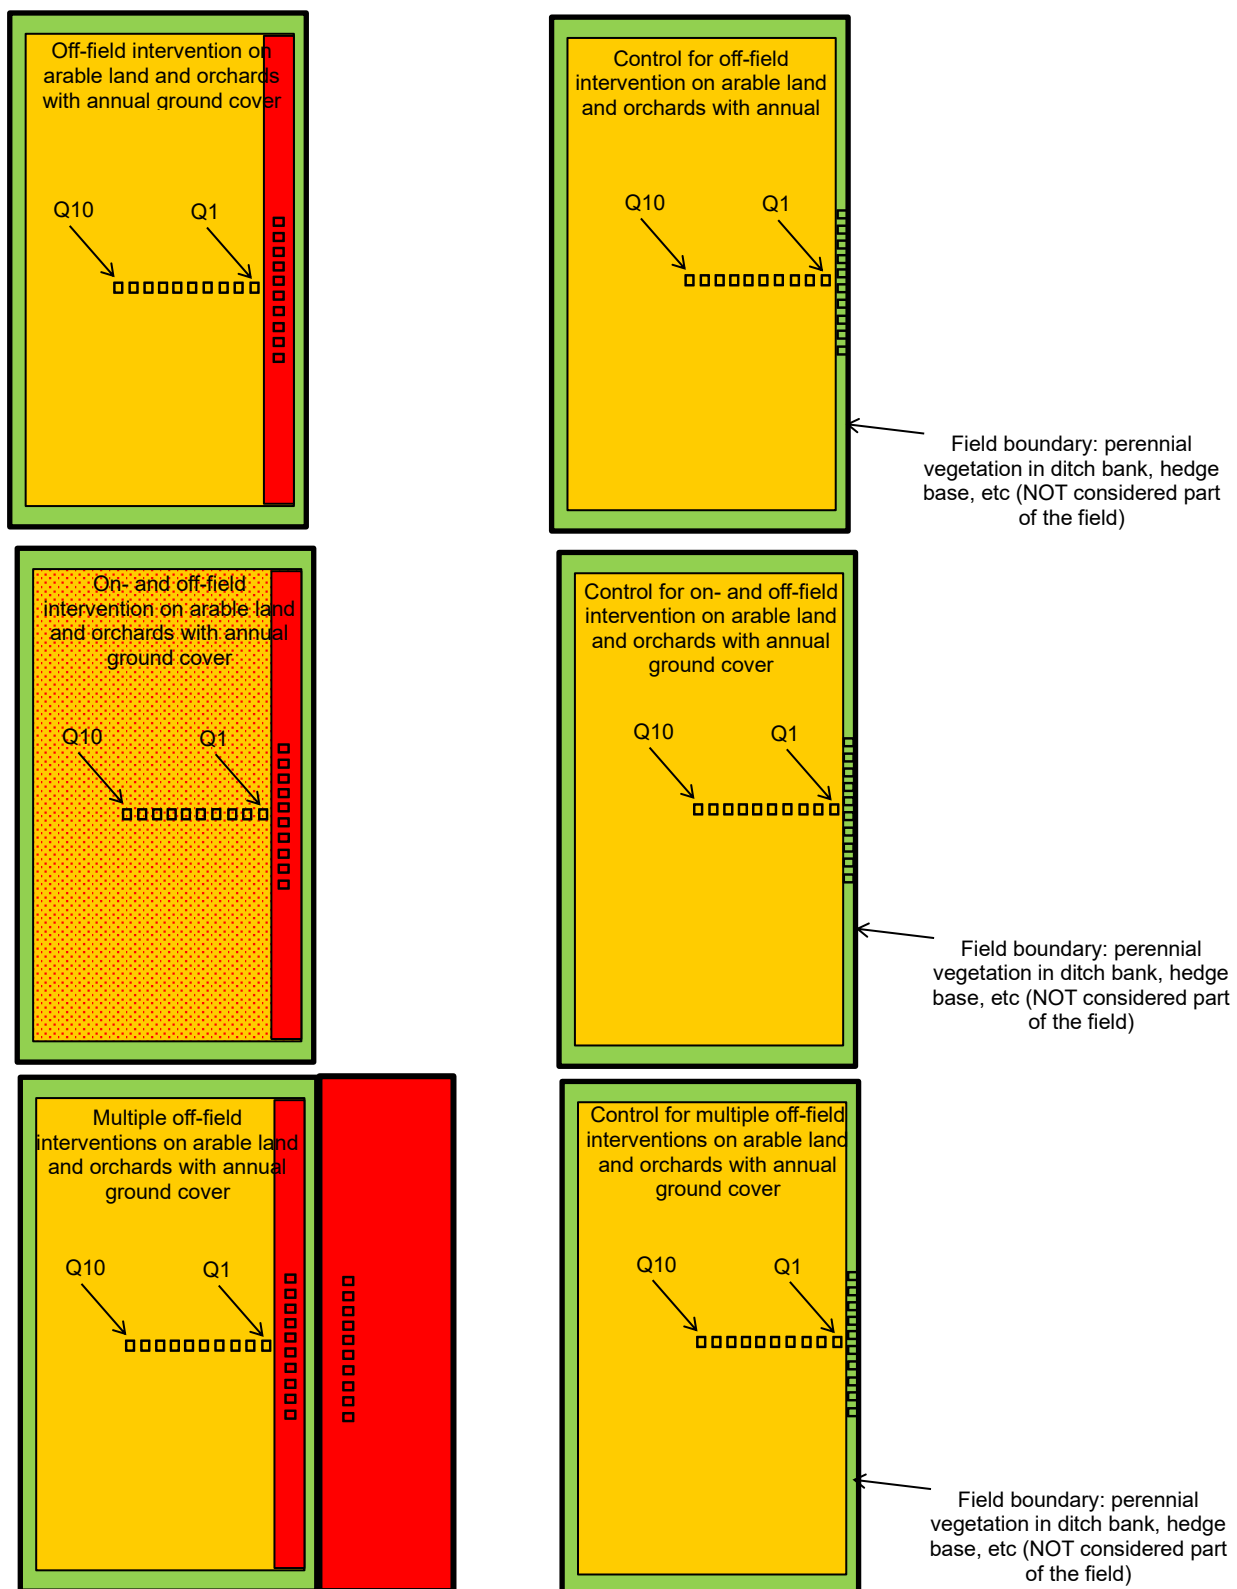 Off-field intervention on
arable land and orchards
with annual ground cover
Q10
Q1
Control for off-field
intervention on arable land
and orchards with annual
Q10
Q1
Field boundary: perennial
vegetation in ditch bank, hedge
base, etc (NOT considered part
of the field)
On- and off-field
intervention on arable land
and orchards with annual
ground cover
Q10
Q1
Control for on- and off-field
intervention on arable land
and orchards with annual
ground cover
Q10
Q1
Field boundary: perennial
vegetation in ditch bank, hedge
base, etc (NOT considered part
of the field)
Multiple off-field
interventions on arable land
and orchards with annual
ground cover
Q10
Q1
Control for multiple off-field
interventions on arable land
and orchards with annual
ground cover
Q10
Q1
Field boundary: perennial
vegetation in ditch bank, hedge
base, etc (NOT considered part
of the field)